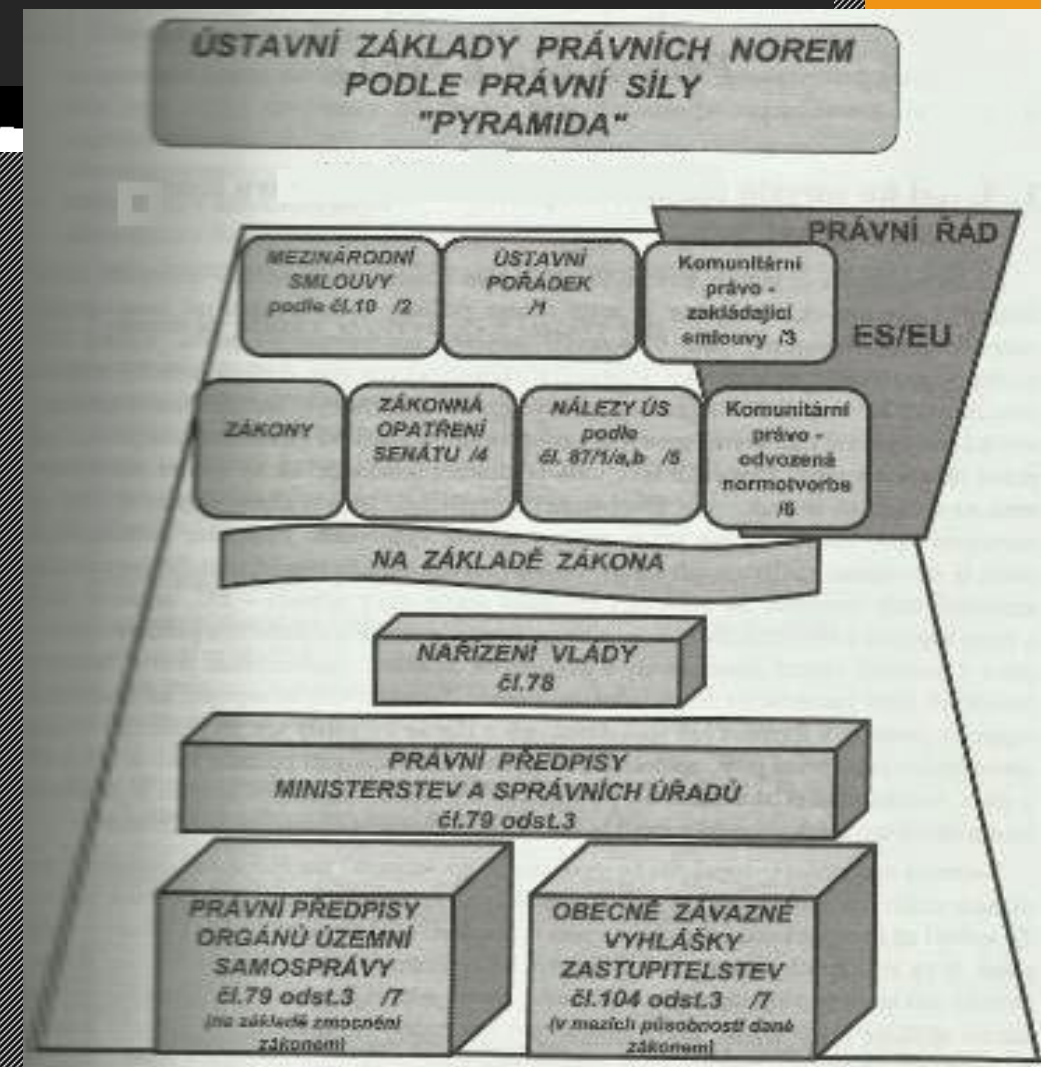 ÚSTAVNÍ ZÁKLADY PRÁVNÍCH NOREM
PODLE PRÁVNÍ SÍLY
"PYRAMIDA"
PRÁVNÍ ŘÁD
ES/EU
MEZINÁRODNÍ
SMLOUVY
podle čl.10 /2
ÚSTAVNÍ
POŘÁDEK
/1
Komunitární
právo -
zakládající
smlouvy /3
ZÁKONY
ZÁKONNÁ
OPATŘENÍ
SENÁTU /4
NÁLEZY ÚS
podle
čl. 87/1/a,b /5
Komunitární
právo -
odvozená
normotvorba
/6
NA ZÁKLADĚ ZÁKONA
NAŘÍZENÍ VLÁDY
čl.78
PRÁVNÍ PŘEDPISY
MINISTERSTEV A SPRÁVNÍCH ÚŘADŮ
čl.79 odst.3
PRÁVNÍ PŘEDPISY
ORGÁNŮ ÚZEMNÍ
SAMOSPRÁVY
čl.79 odst.3 /7
(na základě zmocnění
zákonem)
OBECNĚ ZÁVAZNÉ
VYHLÁŠKY
ZASTUPITELSTEV
čl.104 odst.3 /7
(v mezích působnosti dané
zákonem)